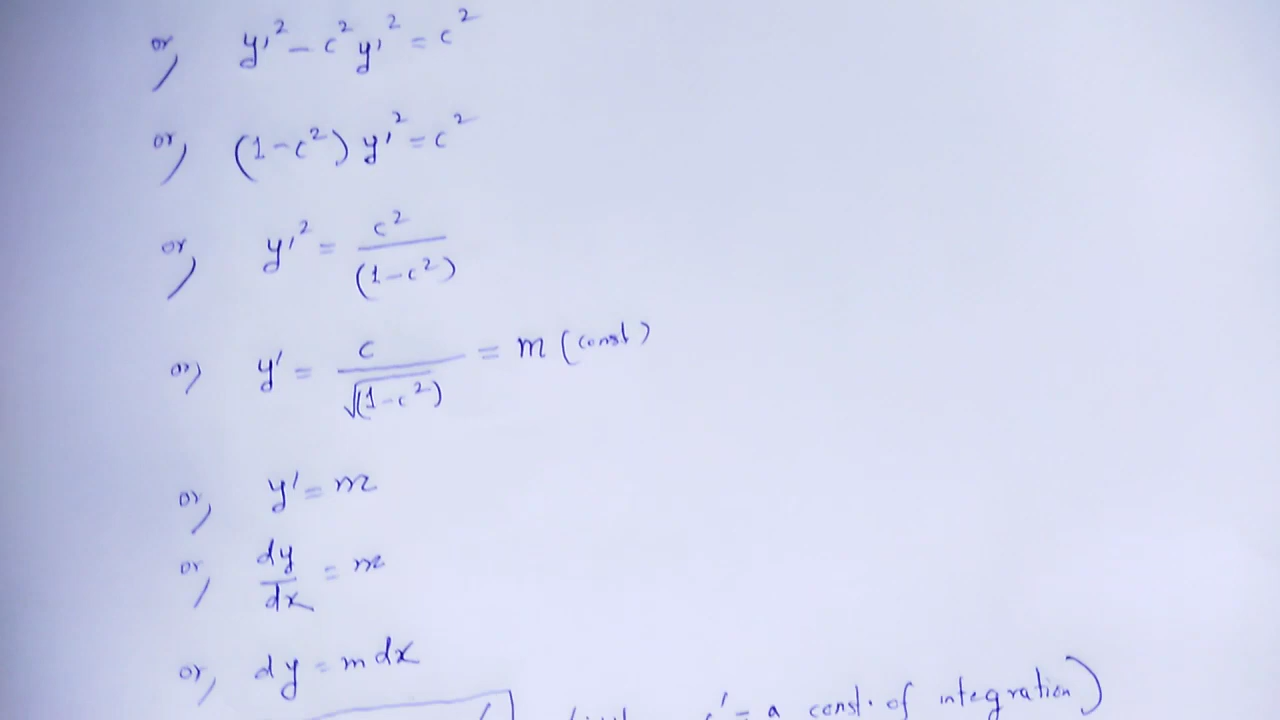 or, y'² - c²y'² = c²
or, (1-c²) y'² = c²
or, y'² = c² / (1-c²)
or, y' = c / √(1-c²) = m (const)
or, y' = m
or, dy/dx = m
or, dy = m dx
c' = a const. of integration)